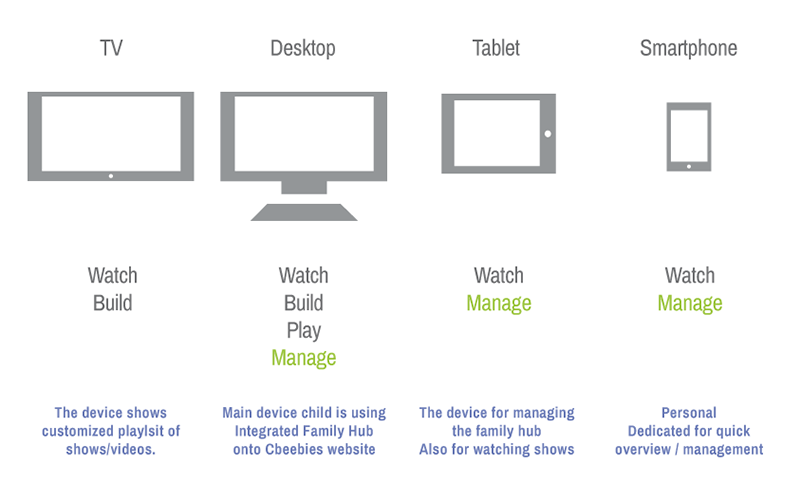 TV
Desktop
Tablet
Smartphone
Watch
Build
Watch
Build
Play
Manage
Watch
Manage
Watch
Manage
The device shows
customized playlsit of
shows/videos.
Main device child is using
Integrated Family Hub
onto Cbeebies website
The device for managing
the family hub
Also for watching shows
Personal
Dedicated for quick
overview / management